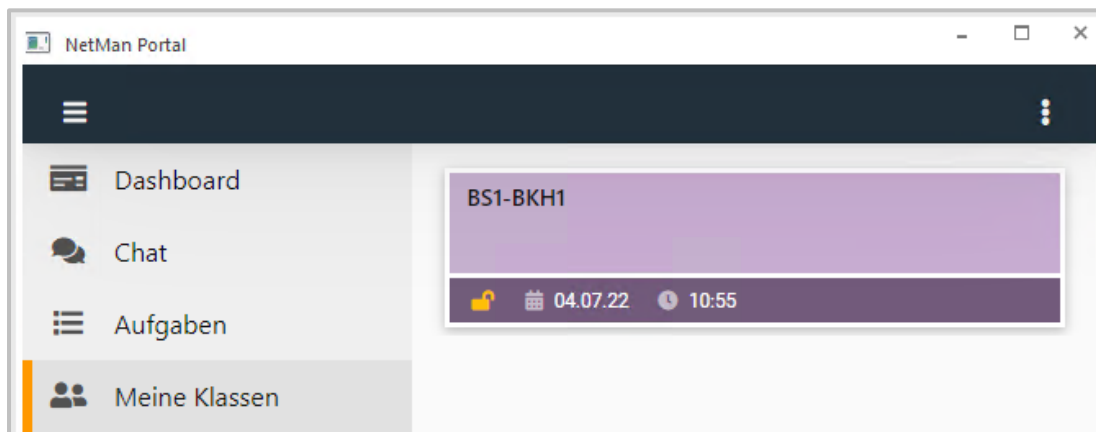 NetMan Portal
Dashboard
Chat
Aufgaben
Meine Klassen
BS1-BKH1
04.07.22 10:55